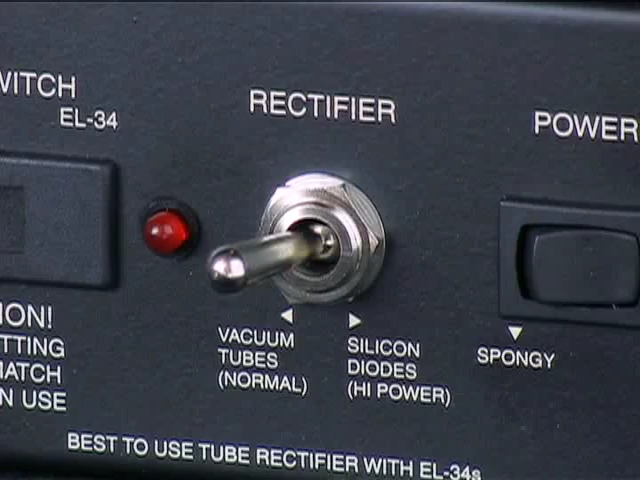 WITCH
EL-34
RECTIFIER
POWER
ION!
TTING
MATCH
N USE
VACUUM
TUBES
(NORMAL)
SILICON
DIODES
(HI POWER)
SPONGY
BEST TO USE TUBE RECTIFIER WITH EL-34s